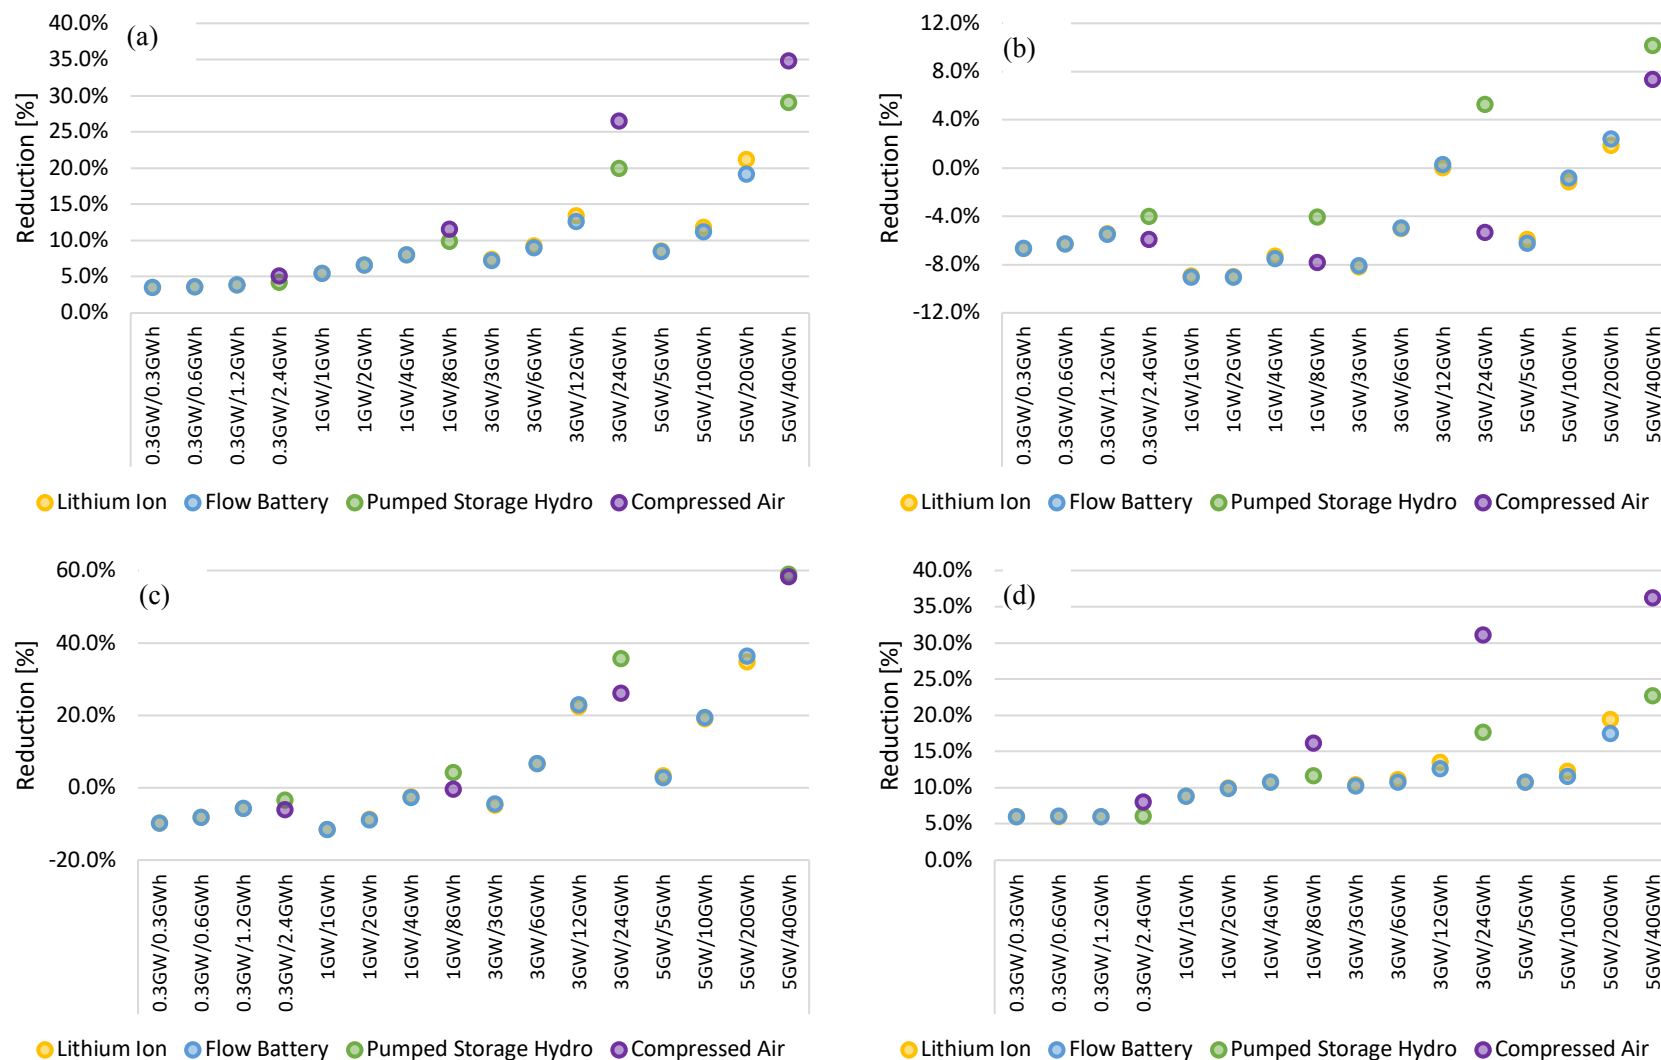 (a)
Reduction [%]
40.0%
35.0%
30.0%
25.0%
20.0%
15.0%
10.0%
5.0%
0.0%
0.3GW/0.3GWh
0.3GW/0.6GWh
0.3GW/1.2GWh
0.3GW/2.4GWh
1GW/1GWh
1GW/2GWh
1GW/4GWh
1GW/8GWh
3GW/3GWh
3GW/6GWh
3GW/12GWh
3GW/24GWh
5GW/5GWh
5GW/10GWh
5GW/20GWh
5GW/40GWh
Lithium Ion Flow Battery Pumped Storage Hydro Compressed Air
(b)
Reduction [%]
12.0%
8.0%
4.0%
0.0%
-4.0%
-8.0%
-12.0%
0.3GW/0.3GWh
0.3GW/0.6GWh
0.3GW/1.2GWh
0.3GW/2.4GWh
1GW/1GWh
1GW/2GWh
1GW/4GWh
1GW/8GWh
3GW/3GWh
3GW/6GWh
3GW/12GWh
3GW/24GWh
5GW/5GWh
5GW/10GWh
5GW/20GWh
5GW/40GWh
Lithium Ion Flow Battery Pumped Storage Hydro Compressed Air
(c)
Reduction [%]
60.0%
40.0%
20.0%
0.0%
-20.0%
0.3GW/0.3GWh
0.3GW/0.6GWh
0.3GW/1.2GWh
0.3GW/2.4GWh
1GW/1GWh
1GW/2GWh
1GW/4GWh
1GW/8GWh
3GW/3GWh
3GW/6GWh
3GW/12GWh
3GW/24GWh
5GW/5GWh
5GW/10GWh
5GW/20GWh
5GW/40GWh
Lithium Ion Flow Battery Pumped Storage Hydro Compressed Air
(d)
Reduction [%]
40.0%
35.0%
30.0%
25.0%
20.0%
15.0%
10.0%
5.0%
0.0%
0.3GW/0.3GWh
0.3GW/0.6GWh
0.3GW/1.2GWh
0.3GW/2.4GWh
1GW/1GWh
1GW/2GWh
1GW/4GWh
1GW/8GWh
3GW/3GWh
3GW/6GWh
3GW/12GWh
3GW/24GWh
5GW/5GWh
5GW/10GWh
5GW/20GWh
5GW/40GWh
Lithium Ion Flow Battery Pumped Storage Hydro Compressed Air